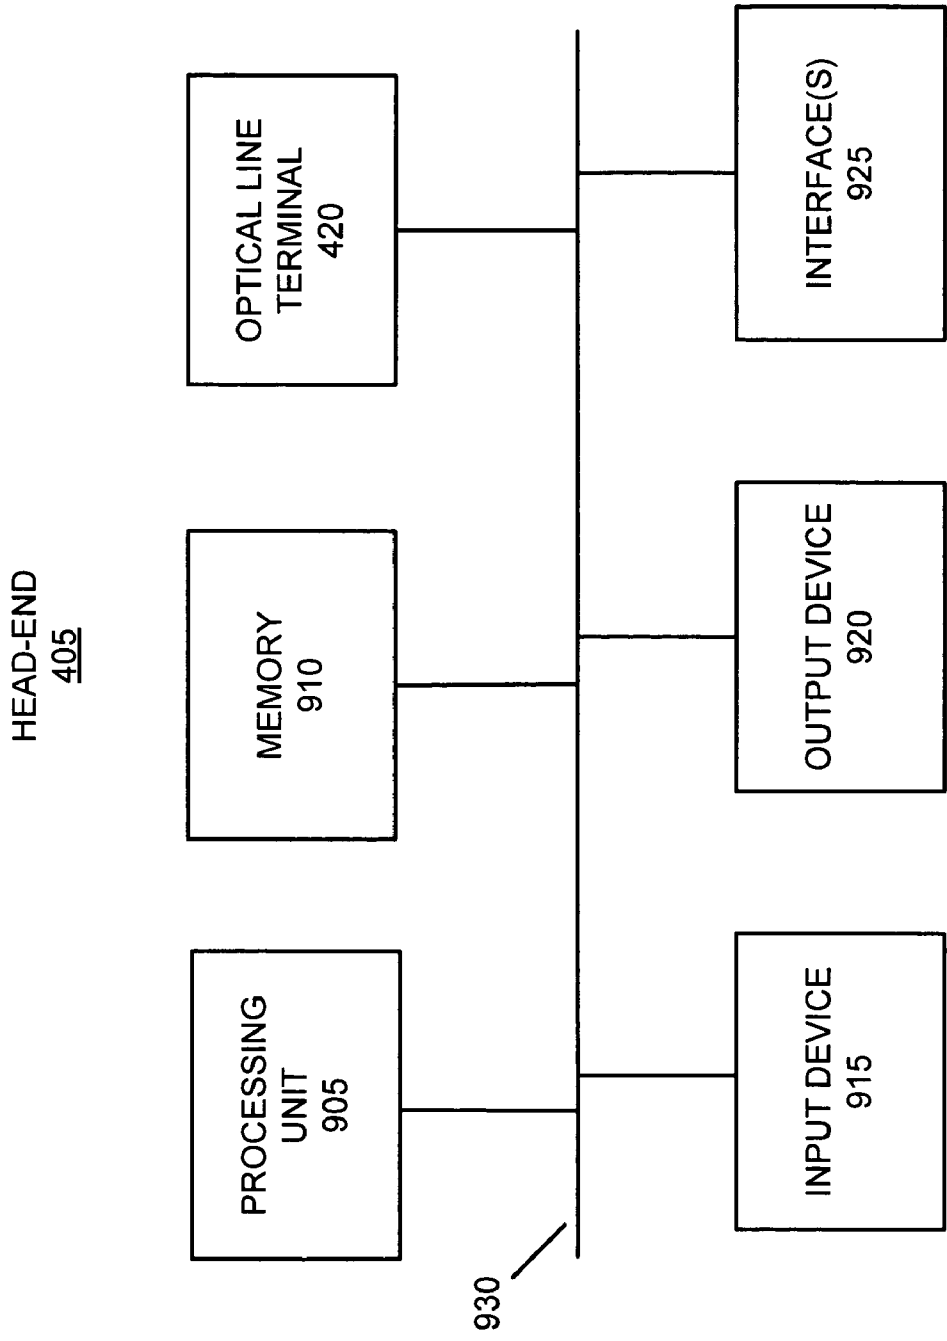 HEAD-END
405
PROCESSING
UNIT
905
MEMORY
910
OPTICAL LINE
TERMINAL
420
930
INPUT DEVICE
915
OUTPUT DEVICE
920
INTERFACE(S)
925